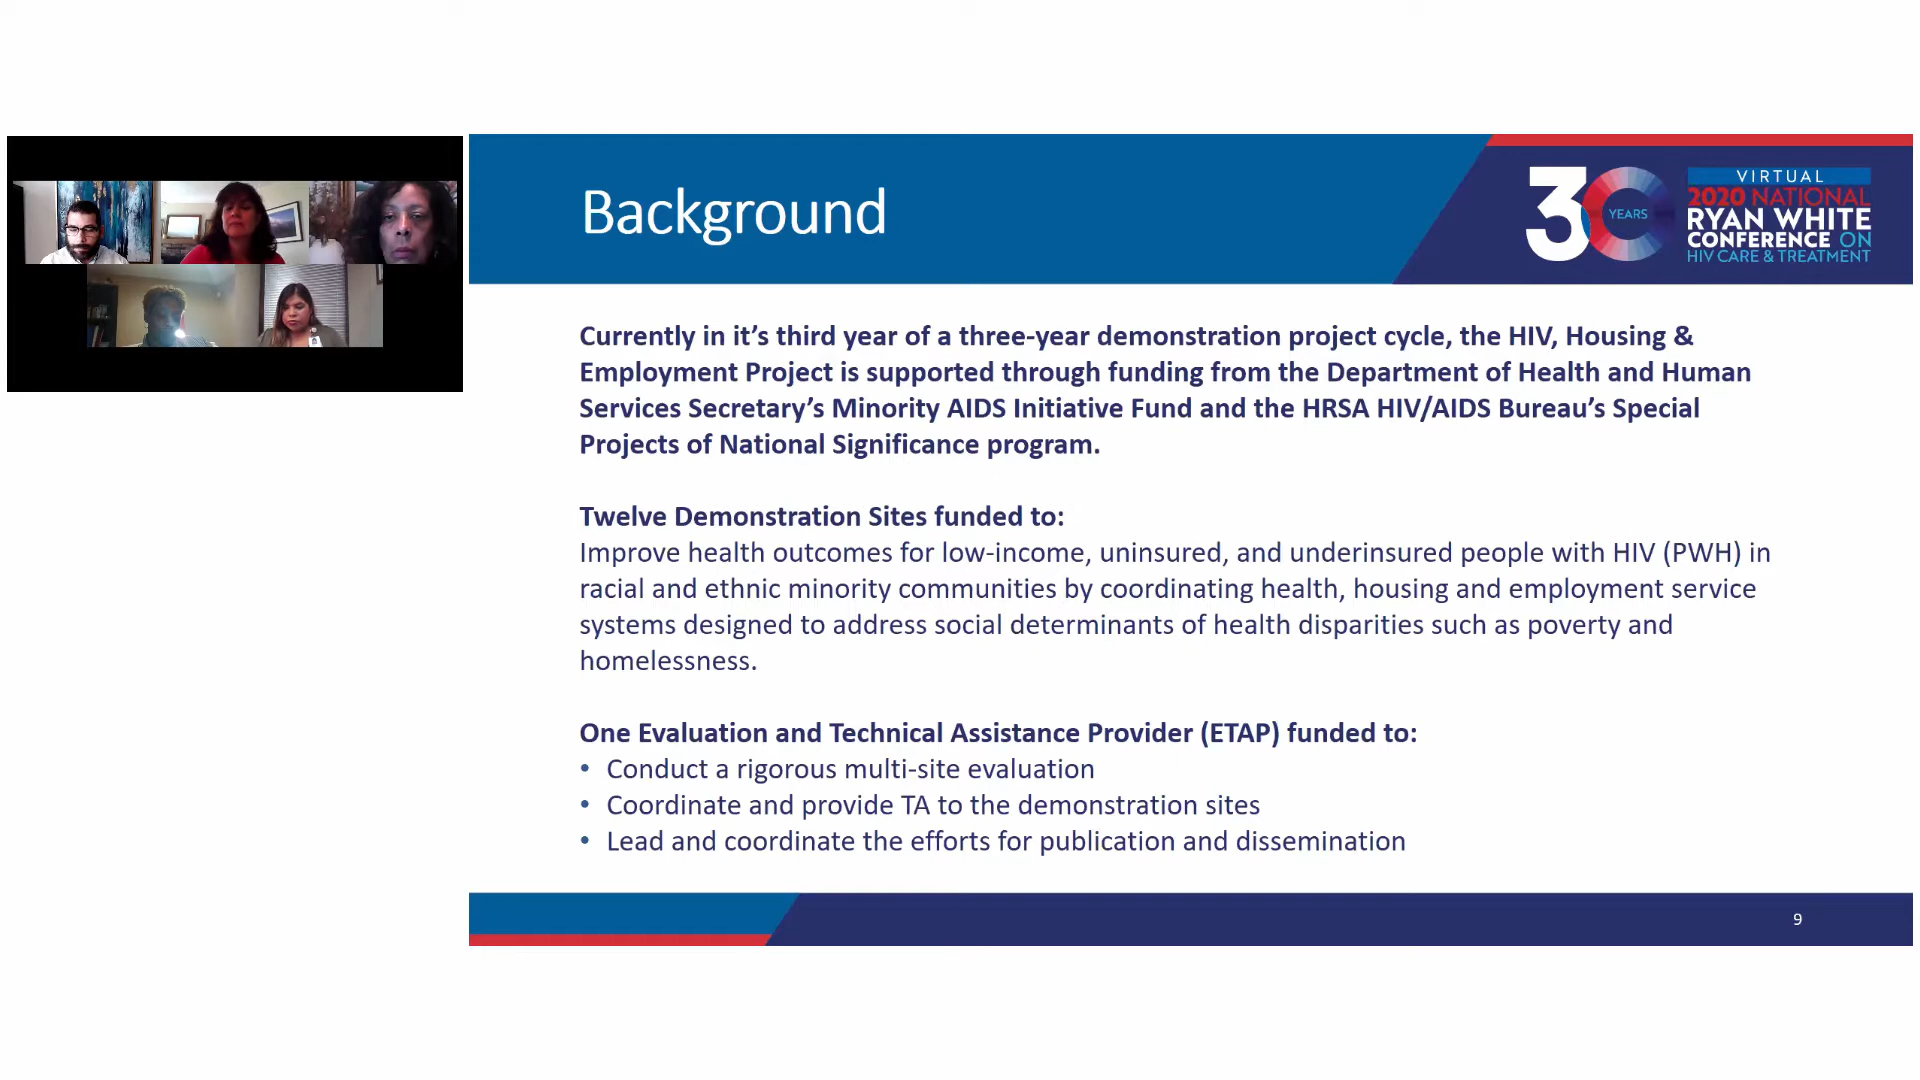 Background
30 YEARS
VIRTUAL
2020 NATIONAL
RYAN WHITE
CONFERENCE ON
HIV CARE & TREATMENT
Currently in it’s third year of a three-year demonstration project cycle, the HIV, Housing &
Employment Project is supported through funding from the Department of Health and Human
Services Secretary’s Minority AIDS Initiative Fund and the HRSA HIV/AIDS Bureau’s Special
Projects of National Significance program.
Twelve Demonstration Sites funded to:
Improve health outcomes for low-income, uninsured, and underinsured people with HIV (PWH) in
racial and ethnic minority communities by coordinating health, housing and employment service
systems designed to address social determinants of health disparities such as poverty and
homelessness.
One Evaluation and Technical Assistance Provider (ETAP) funded to:
• Conduct a rigorous multi-site evaluation
• Coordinate and provide TA to the demonstration sites
• Lead and coordinate the efforts for publication and dissemination
9